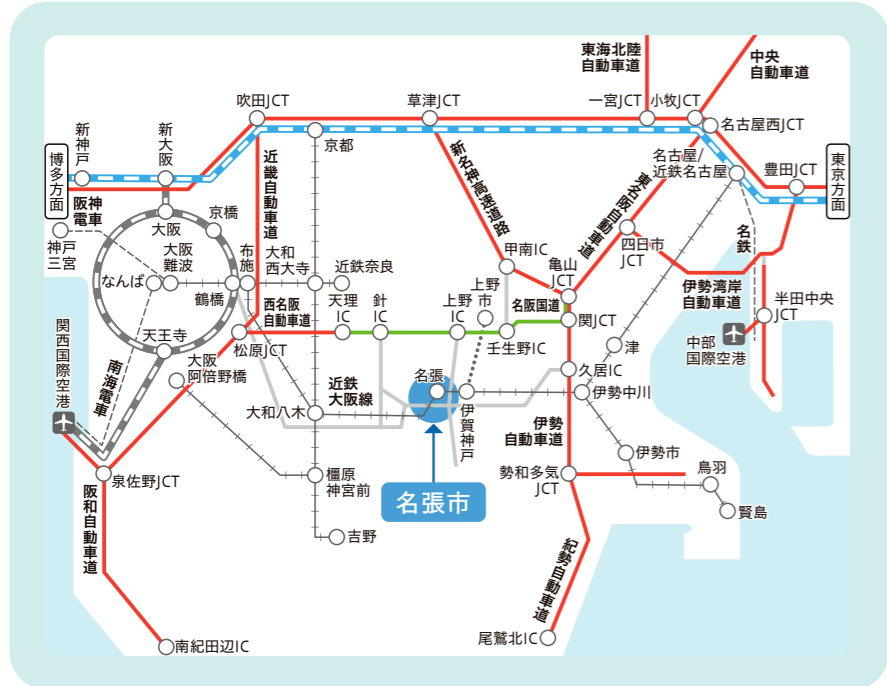 東海北陸
自動車道
中央
自動車道
吹田JCT
草津JCT
一宮JCT
小牧JCT
名古屋西JCT
新神戸
新大阪
京都
博多方面
近畿自動車道
新名神高速道路
名古屋/
近鉄名古屋
豊田JCT
東京方面
阪神
電車
大阪
京橋
東名阪自動車道
神戸
三宮
大阪
難波
布施
大和
西大寺
甲南IC
四日市
JCT
名鉄
なんば
鶴橋
近鉄奈良
亀山
JCT
伊勢湾岸
自動車道
西名阪
自動車道
天理
IC
針
IC
上野
IC
上野
市
名阪国道
関JCT
半田中央
JCT
関西国際空港
天王寺
松原JCT
壬生野IC
津
中部
国際空港
南海電車
大阪
阿倍野橋
近鉄
大阪線
名張
久居IC
大和八木
伊賀神戸
伊勢中川
伊勢
自動車道
伊勢市
泉佐野JCT
橿原
神宮前
名張市
勢和多気
JCT
鳥羽
賢島
阪和自動車道
吉野
紀勢自動車道
尾鷲北IC
南紀田辺IC